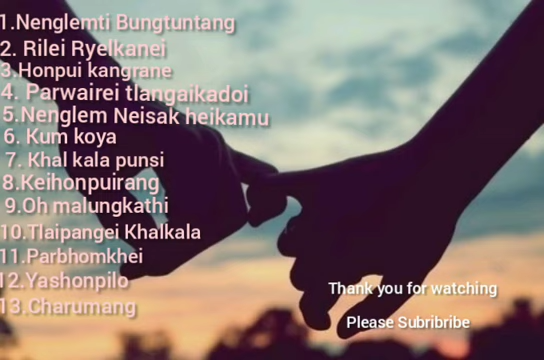 1.Nenglemti Bungtuntang
2. Rilei Ryelkanei
3.Honpui kangrane
4. Parwairei tlangaikadoi
5.Nenglem Neisak heikamu
6. Kum koya
7. Khal kala punsi
8.Keihonpuirang
9.Oh malungkathi
10.Tlaipangei Khalkala
11.Parbhomkhei
12.Yashonpilo
13.Charumang
Thank you for watching
Please Subribribe